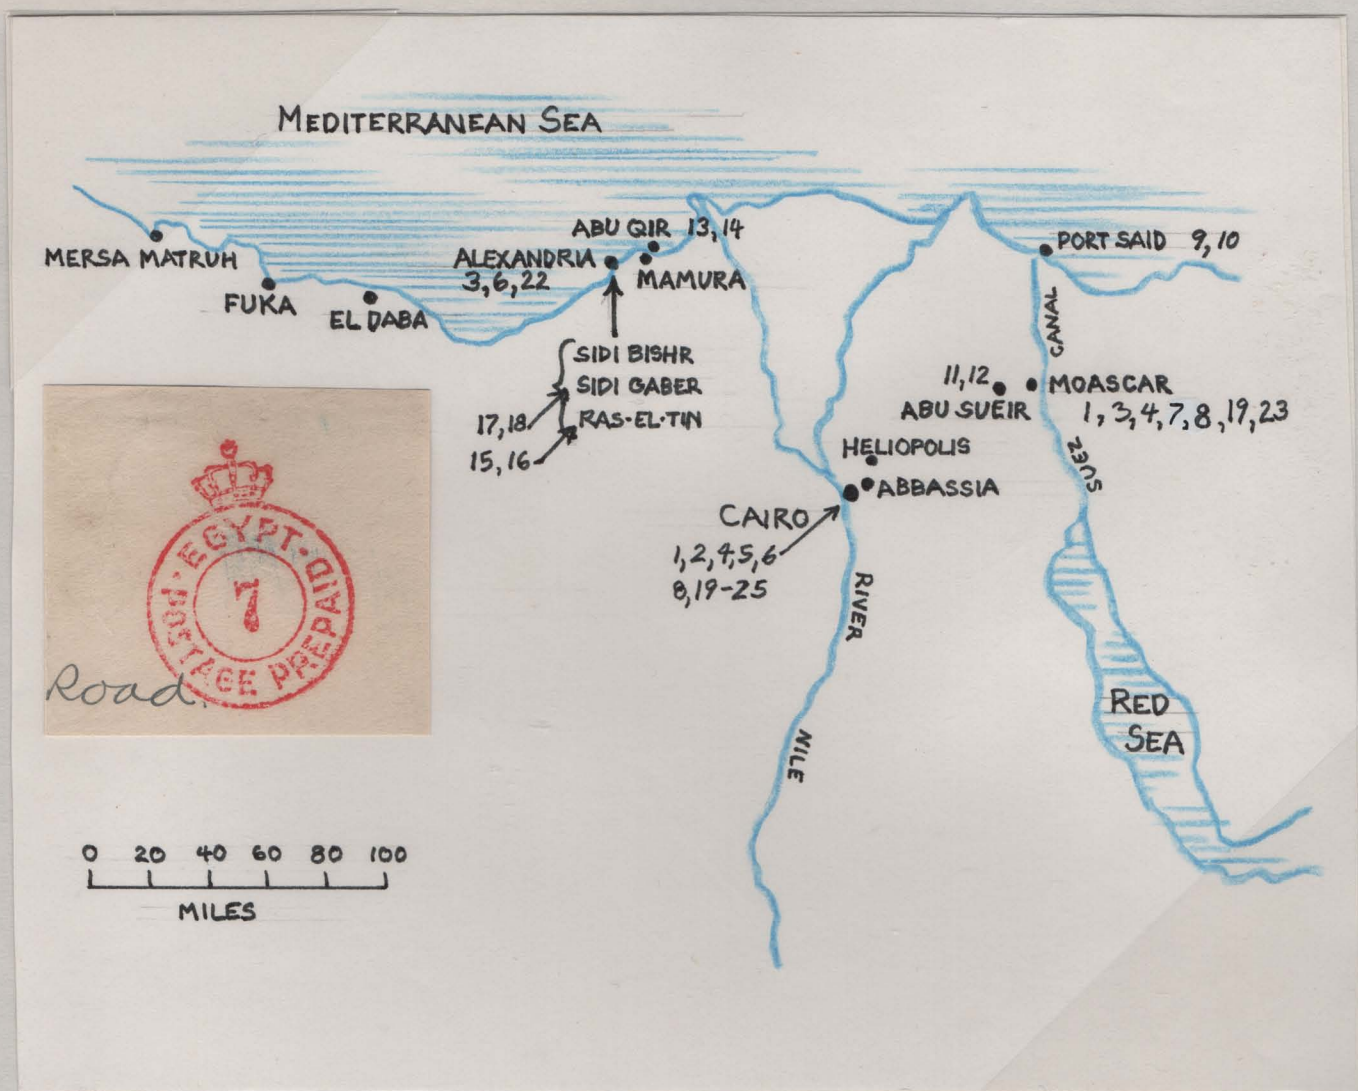 MEDITERRANEAN SEA
MERSA MATRUH
FUKA
EL DABA
ABU QIR 13, 14
ALEXANDRIA
3, 6, 22
MAMURA
SIDI BISHR
SIDI GABER
RAS-EL-TIN
17, 18
15, 16
PORT SAID 9, 10
CANAL
SUEZ
11, 12
ABU SUEIR
MOASCAR
1, 3, 4, 7, 8, 19, 23
HELIOPOLIS
ABBASSIA
CAIRO
1, 2, 4, 5, 6
8, 19-25
RIVER
NILE
RED
SEA
EGYPT
POSTAGE PREPAID
7
Road.
0 20 40 60 80 100
MILES